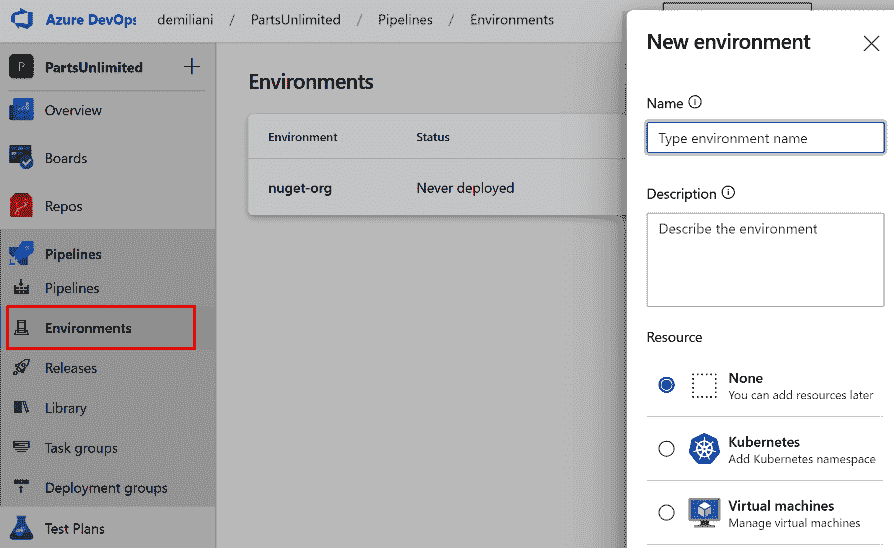 Azure DevOps demiliani / PartsUnlimited / Pipelines / Environments
P PartsUnlimited
Overview
Boards
Repos
Pipelines
Pipelines
Environments
Releases
Library
Task groups
Deployment groups
Test Plans
Environments
Environment Status
nuget-org Never deployed
New environment
Name
Type environment name
Description
Describe the environment
Resource
None
You can add resources later
Kubernetes
Add Kubernetes namespace
Virtual machines
Manage virtual machines